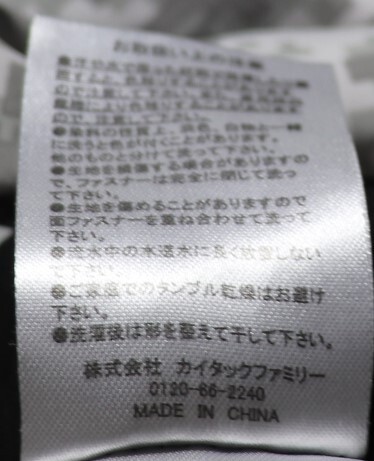 お取扱い上の注意
ので、注意して下さい。
●染料の性質上、淡色、白物と一緒
に洗うと色が付くことがあります。
他のものと分けて洗って下さい。
●生地を損傷する場合がありますの
で、ファスナーは完全に閉じて洗っ
て下さい。
●生地を傷めることがありますので
面ファスナーを重ね合わせて洗って
下さい。
●洗水中の水送水に長く放置しない
で下さい。
●ご家庭でのタンブル乾燥はお避け
下さい。
●洗濯後は形を整えて干して下さい。
株式会社 カイタックファミリー
0120-66-2240
MADE IN CHINA